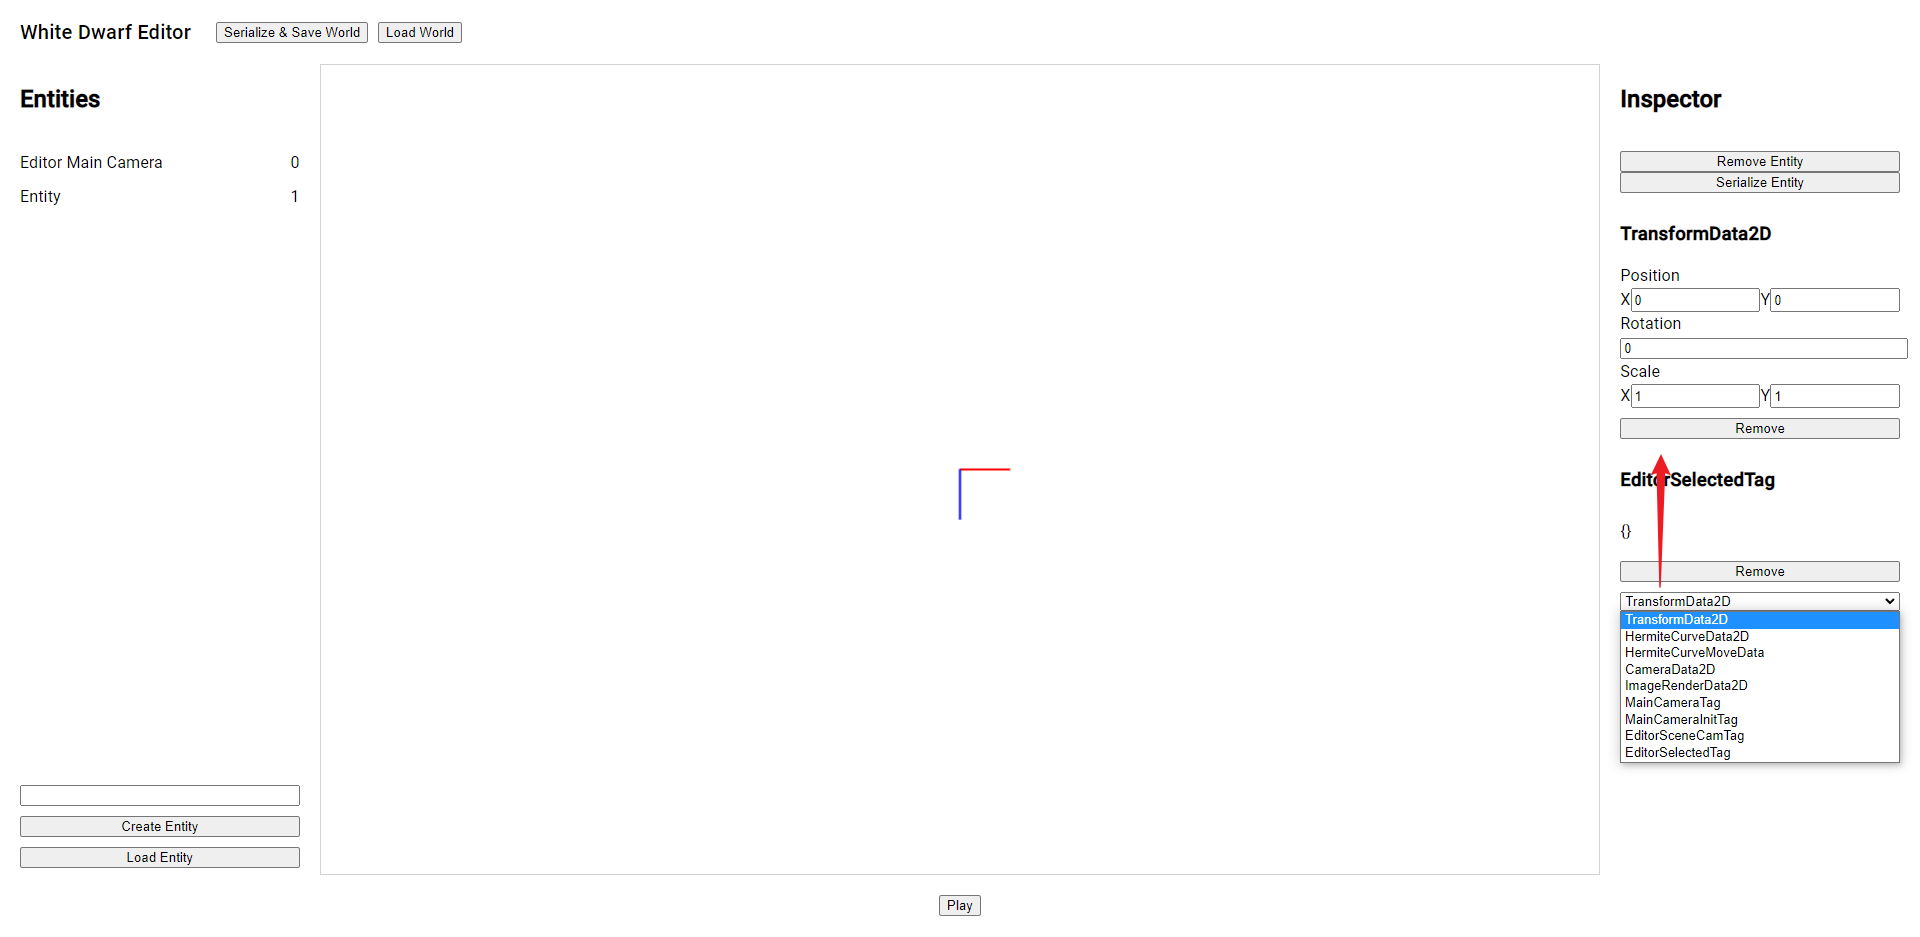 White Dwarf Editor
Serialize & Save World
Load World
Entities
Editor Main Camera 0
Entity 1
Create Entity
Load Entity
Play
Inspector
Remove Entity
Serialize Entity
TransformData2D
Position
X 0 Y 0
Rotation
0
Scale
X 1 Y 1
Remove
EditorSelectedTag
{}
Remove
TransformData2D
TransformData2D
HermiteCurveData2D
HermiteCurveMoveData
CameraData2D
ImageRenderData2D
MainCameraTag
MainCameraInitTag
EditorSceneCamTag
EditorSelectedTag